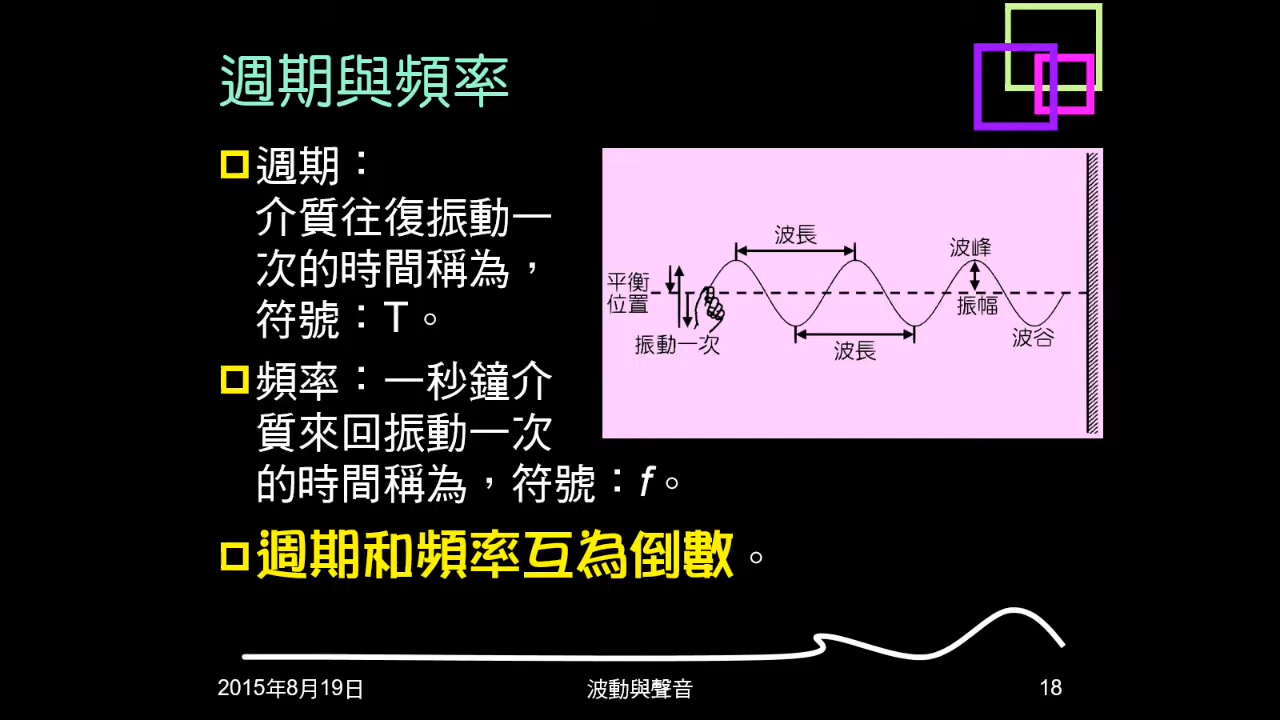 週期與頻率
週期：
介質往復振動一
次的時間稱為，
符號：T。
頻率：一秒鐘介
質來回振動一次
的時間稱為，符號：f。
週期和頻率互為倒數。
波長
波峰
平衡
位置
振幅
振動一次
波長
波谷
2015年8月19日
波動與聲音
18